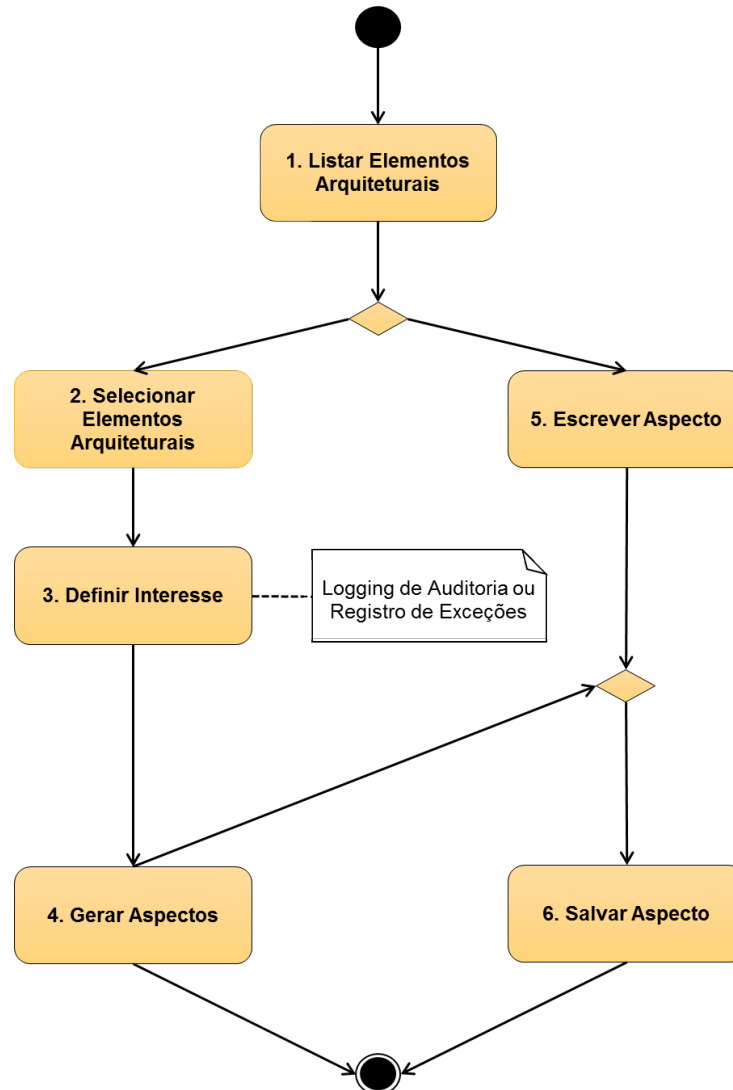 1. Listar Elementos
Arquiteturais
2. Selecionar
Elementos
Arquiteturais
5. Escrever Aspecto
3. Definir Interesse
Logging de Auditoria ou
Registro de Exceções
4. Gerar Aspectos
6. Salvar Aspecto